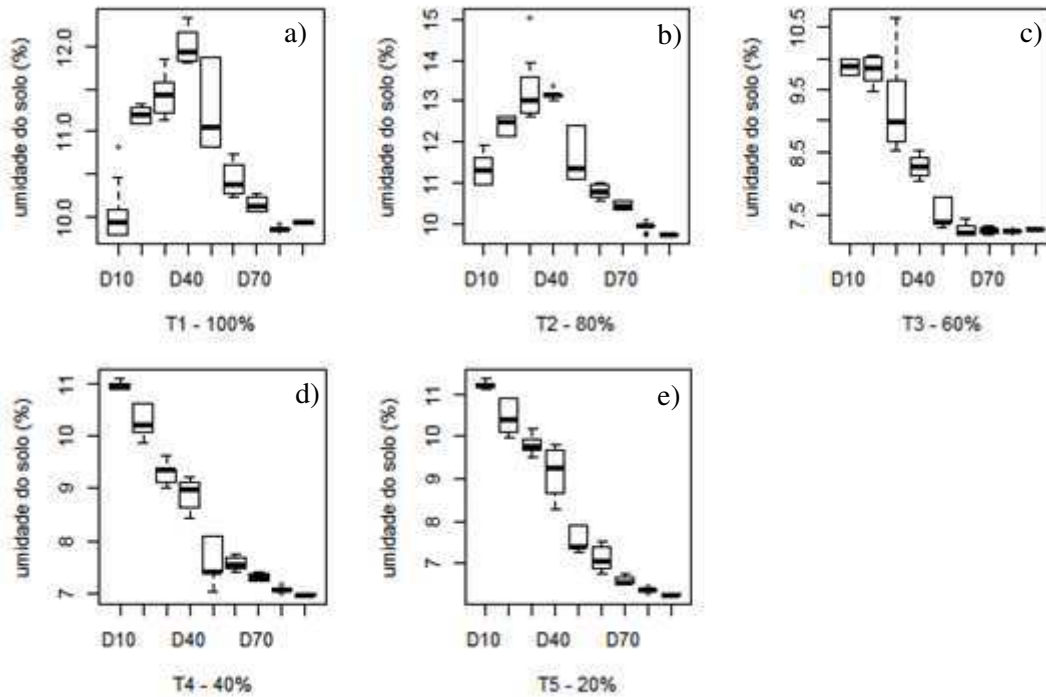 a)
umidade do solo (%)
12.0
11.0
10.0
D10 D40 D70
T1 - 100%
b)
umidade do solo (%)
15
14
13
12
11
10
D10 D40 D70
T2 - 80%
c)
umidade do solo (%)
10.5
9.5
8.5
7.5
D10 D40 D70
T3 - 60%
d)
umidade do solo (%)
11
10
9
8
7
D10 D40 D70
T4 - 40%
e)
umidade do solo (%)
11
10
9
8
7
D10 D40 D70
T5 - 20%